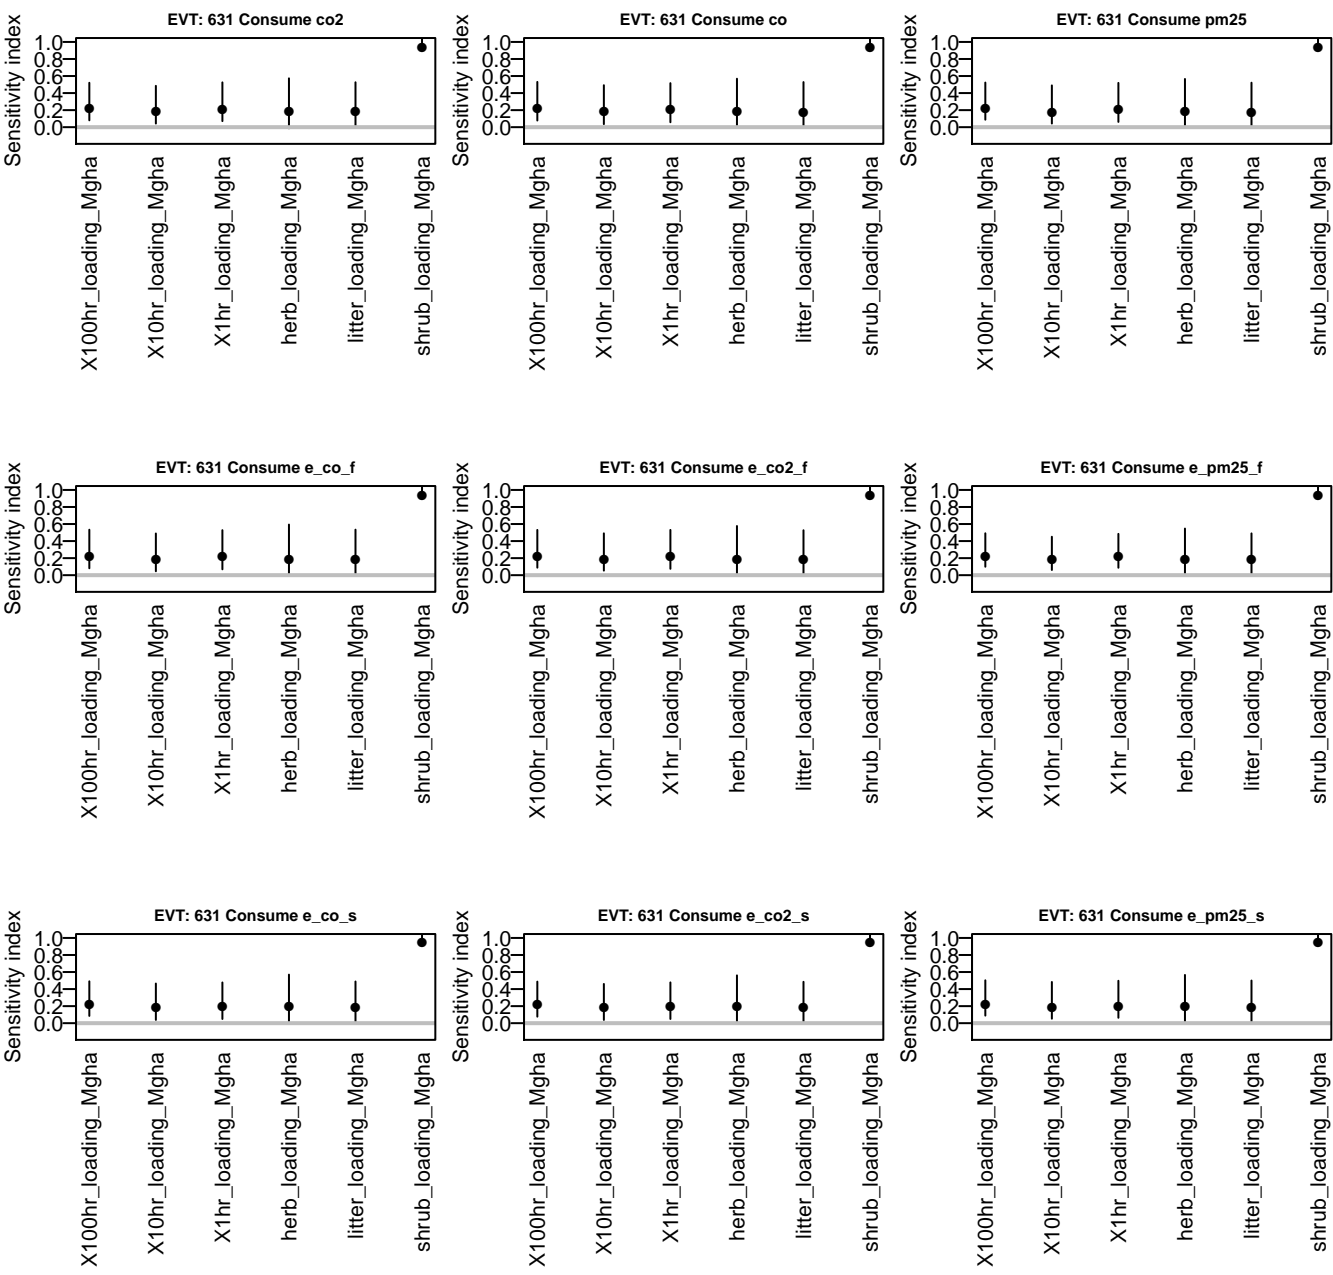 EVT: 631 Consume co2
Sensitivity index
1.0
0.8
0.6
0.4
0.2
0.0
X100hr_loading_Mgha
X10hr_loading_Mgha
X1hr_loading_Mgha
herb_loading_Mgha
litter_loading_Mgha
shrub_loading_Mgha
EVT: 631 Consume co
Sensitivity index
1.0
0.8
0.6
0.4
0.2
0.0
X100hr_loading_Mgha
X10hr_loading_Mgha
X1hr_loading_Mgha
herb_loading_Mgha
litter_loading_Mgha
shrub_loading_Mgha
EVT: 631 Consume pm25
Sensitivity index
1.0
0.8
0.6
0.4
0.2
0.0
X100hr_loading_Mgha
X10hr_loading_Mgha
X1hr_loading_Mgha
herb_loading_Mgha
litter_loading_Mgha
shrub_loading_Mgha
EVT: 631 Consume e_co_f
Sensitivity index
1.0
0.8
0.6
0.4
0.2
0.0
X100hr_loading_Mgha
X10hr_loading_Mgha
X1hr_loading_Mgha
herb_loading_Mgha
litter_loading_Mgha
shrub_loading_Mgha
EVT: 631 Consume e_co2_f
Sensitivity index
1.0
0.8
0.6
0.4
0.2
0.0
X100hr_loading_Mgha
X10hr_loading_Mgha
X1hr_loading_Mgha
herb_loading_Mgha
litter_loading_Mgha
shrub_loading_Mgha
EVT: 631 Consume e_pm25_f
Sensitivity index
1.0
0.8
0.6
0.4
0.2
0.0
X100hr_loading_Mgha
X10hr_loading_Mgha
X1hr_loading_Mgha
herb_loading_Mgha
litter_loading_Mgha
shrub_loading_Mgha
EVT: 631 Consume e_co_s
Sensitivity index
1.0
0.8
0.6
0.4
0.2
0.0
X100hr_loading_Mgha
X10hr_loading_Mgha
X1hr_loading_Mgha
herb_loading_Mgha
litter_loading_Mgha
shrub_loading_Mgha
EVT: 631 Consume e_co2_s
Sensitivity index
1.0
0.8
0.6
0.4
0.2
0.0
X100hr_loading_Mgha
X10hr_loading_Mgha
X1hr_loading_Mgha
herb_loading_Mgha
litter_loading_Mgha
shrub_loading_Mgha
EVT: 631 Consume e_pm25_s
Sensitivity index
1.0
0.8
0.6
0.4
0.2
0.0
X100hr_loading_Mgha
X10hr_loading_Mgha
X1hr_loading_Mgha
herb_loading_Mgha
litter_loading_Mgha
shrub_loading_Mgha